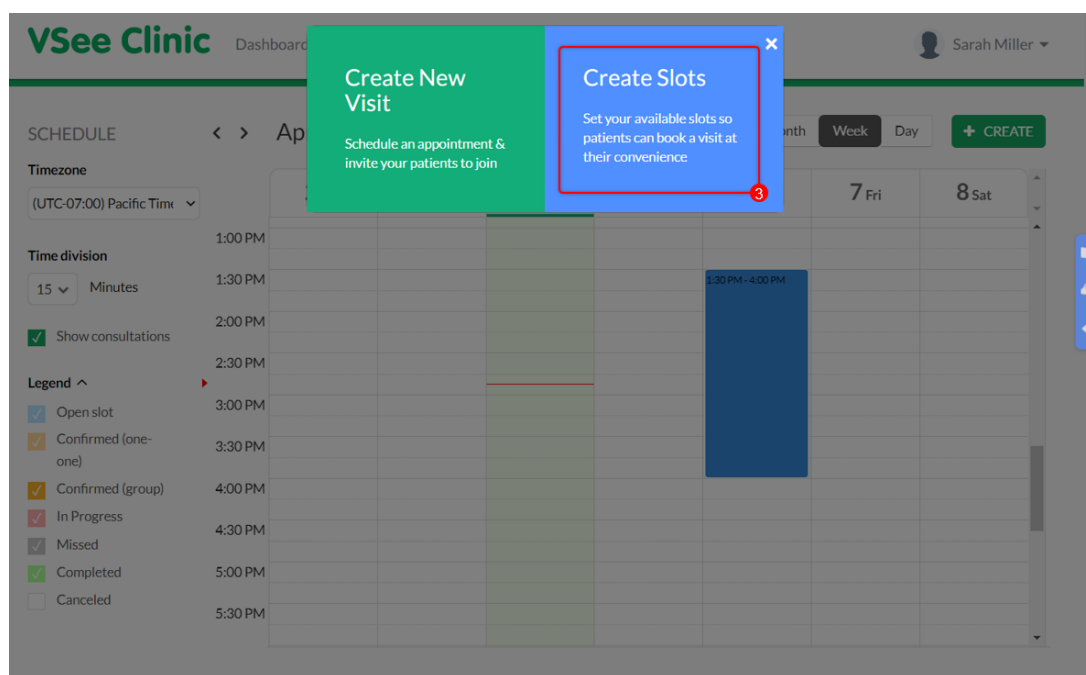 VSee Clinic Dashboard Sarah Miller
Create New
Visit
Schedule an appointment &
invite your patients to join
Create Slots
Set your available slots so
patients can book a visit at
their convenience
3
SCHEDULE
Week Day + CREATE
Timezone
(UTC-07:00) Pacific Time
7 Fri 8 Sat
Time division
15 Minutes
Show consultations
Legend
Open slot
Confirmed (one-
one)
Confirmed (group)
In Progress
Missed
Completed
Canceled
1:00 PM
1:30 PM
1:30 PM - 4:00 PM
2:00 PM
2:30 PM
3:00 PM
3:30 PM
4:00 PM
4:30 PM
5:00 PM
5:30 PM